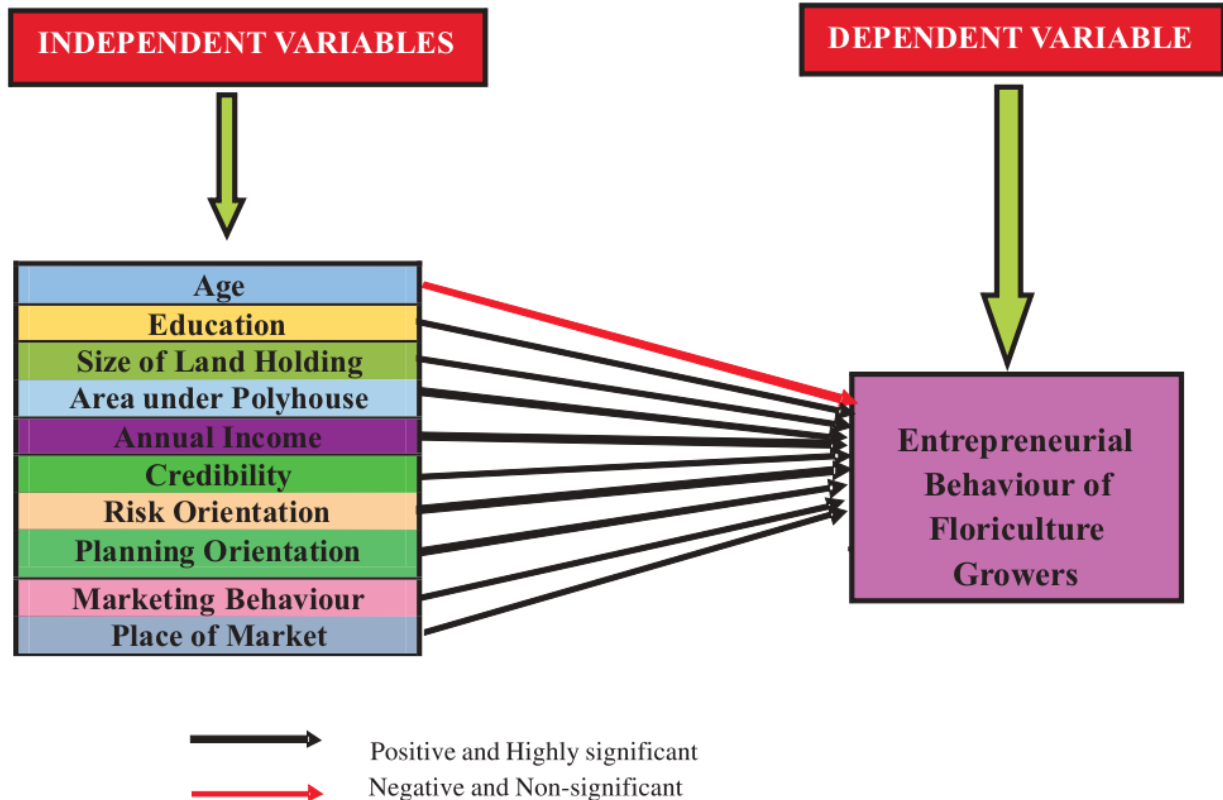 INDEPENDENT VARIABLES
DEPENDENT VARIABLE
Age
Education
Size of Land Holding
Area under Polyhouse
Annual Income
Credibility
Risk Orientation
Planning Orientation
Marketing Behaviour
Place of Market
Entrepreneurial
Behaviour of
Floriculture
Growers
Positive and Highly significant
Negative and Non-significant